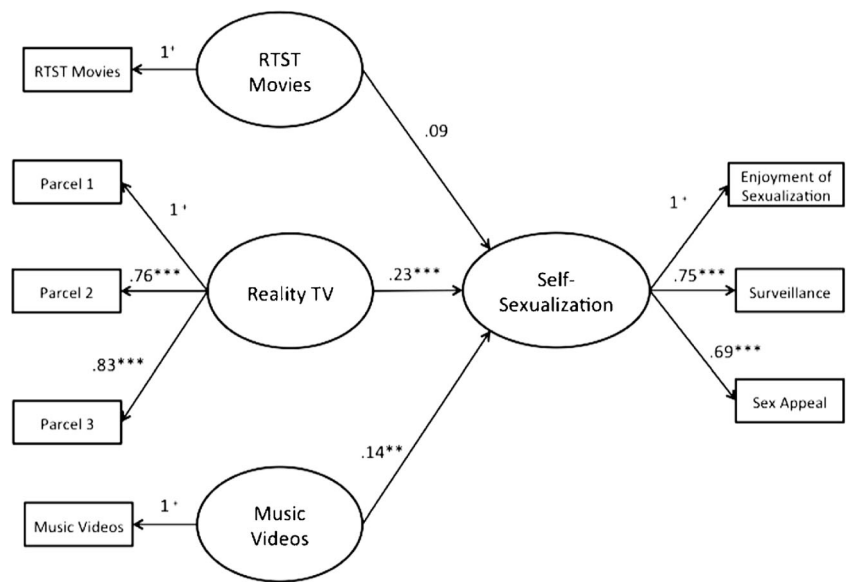 RTST Movies
1'
RTST
Movies
.09
Parcel 1
1'
Parcel 2
.76***
Parcel 3
.83***
Reality TV
.23***
Self-
Sexualization
1'
Enjoyment of
Sexualization
.75***
Surveillance
.69***
Sex Appeal
.14**
Music Videos
1'
Music
Videos